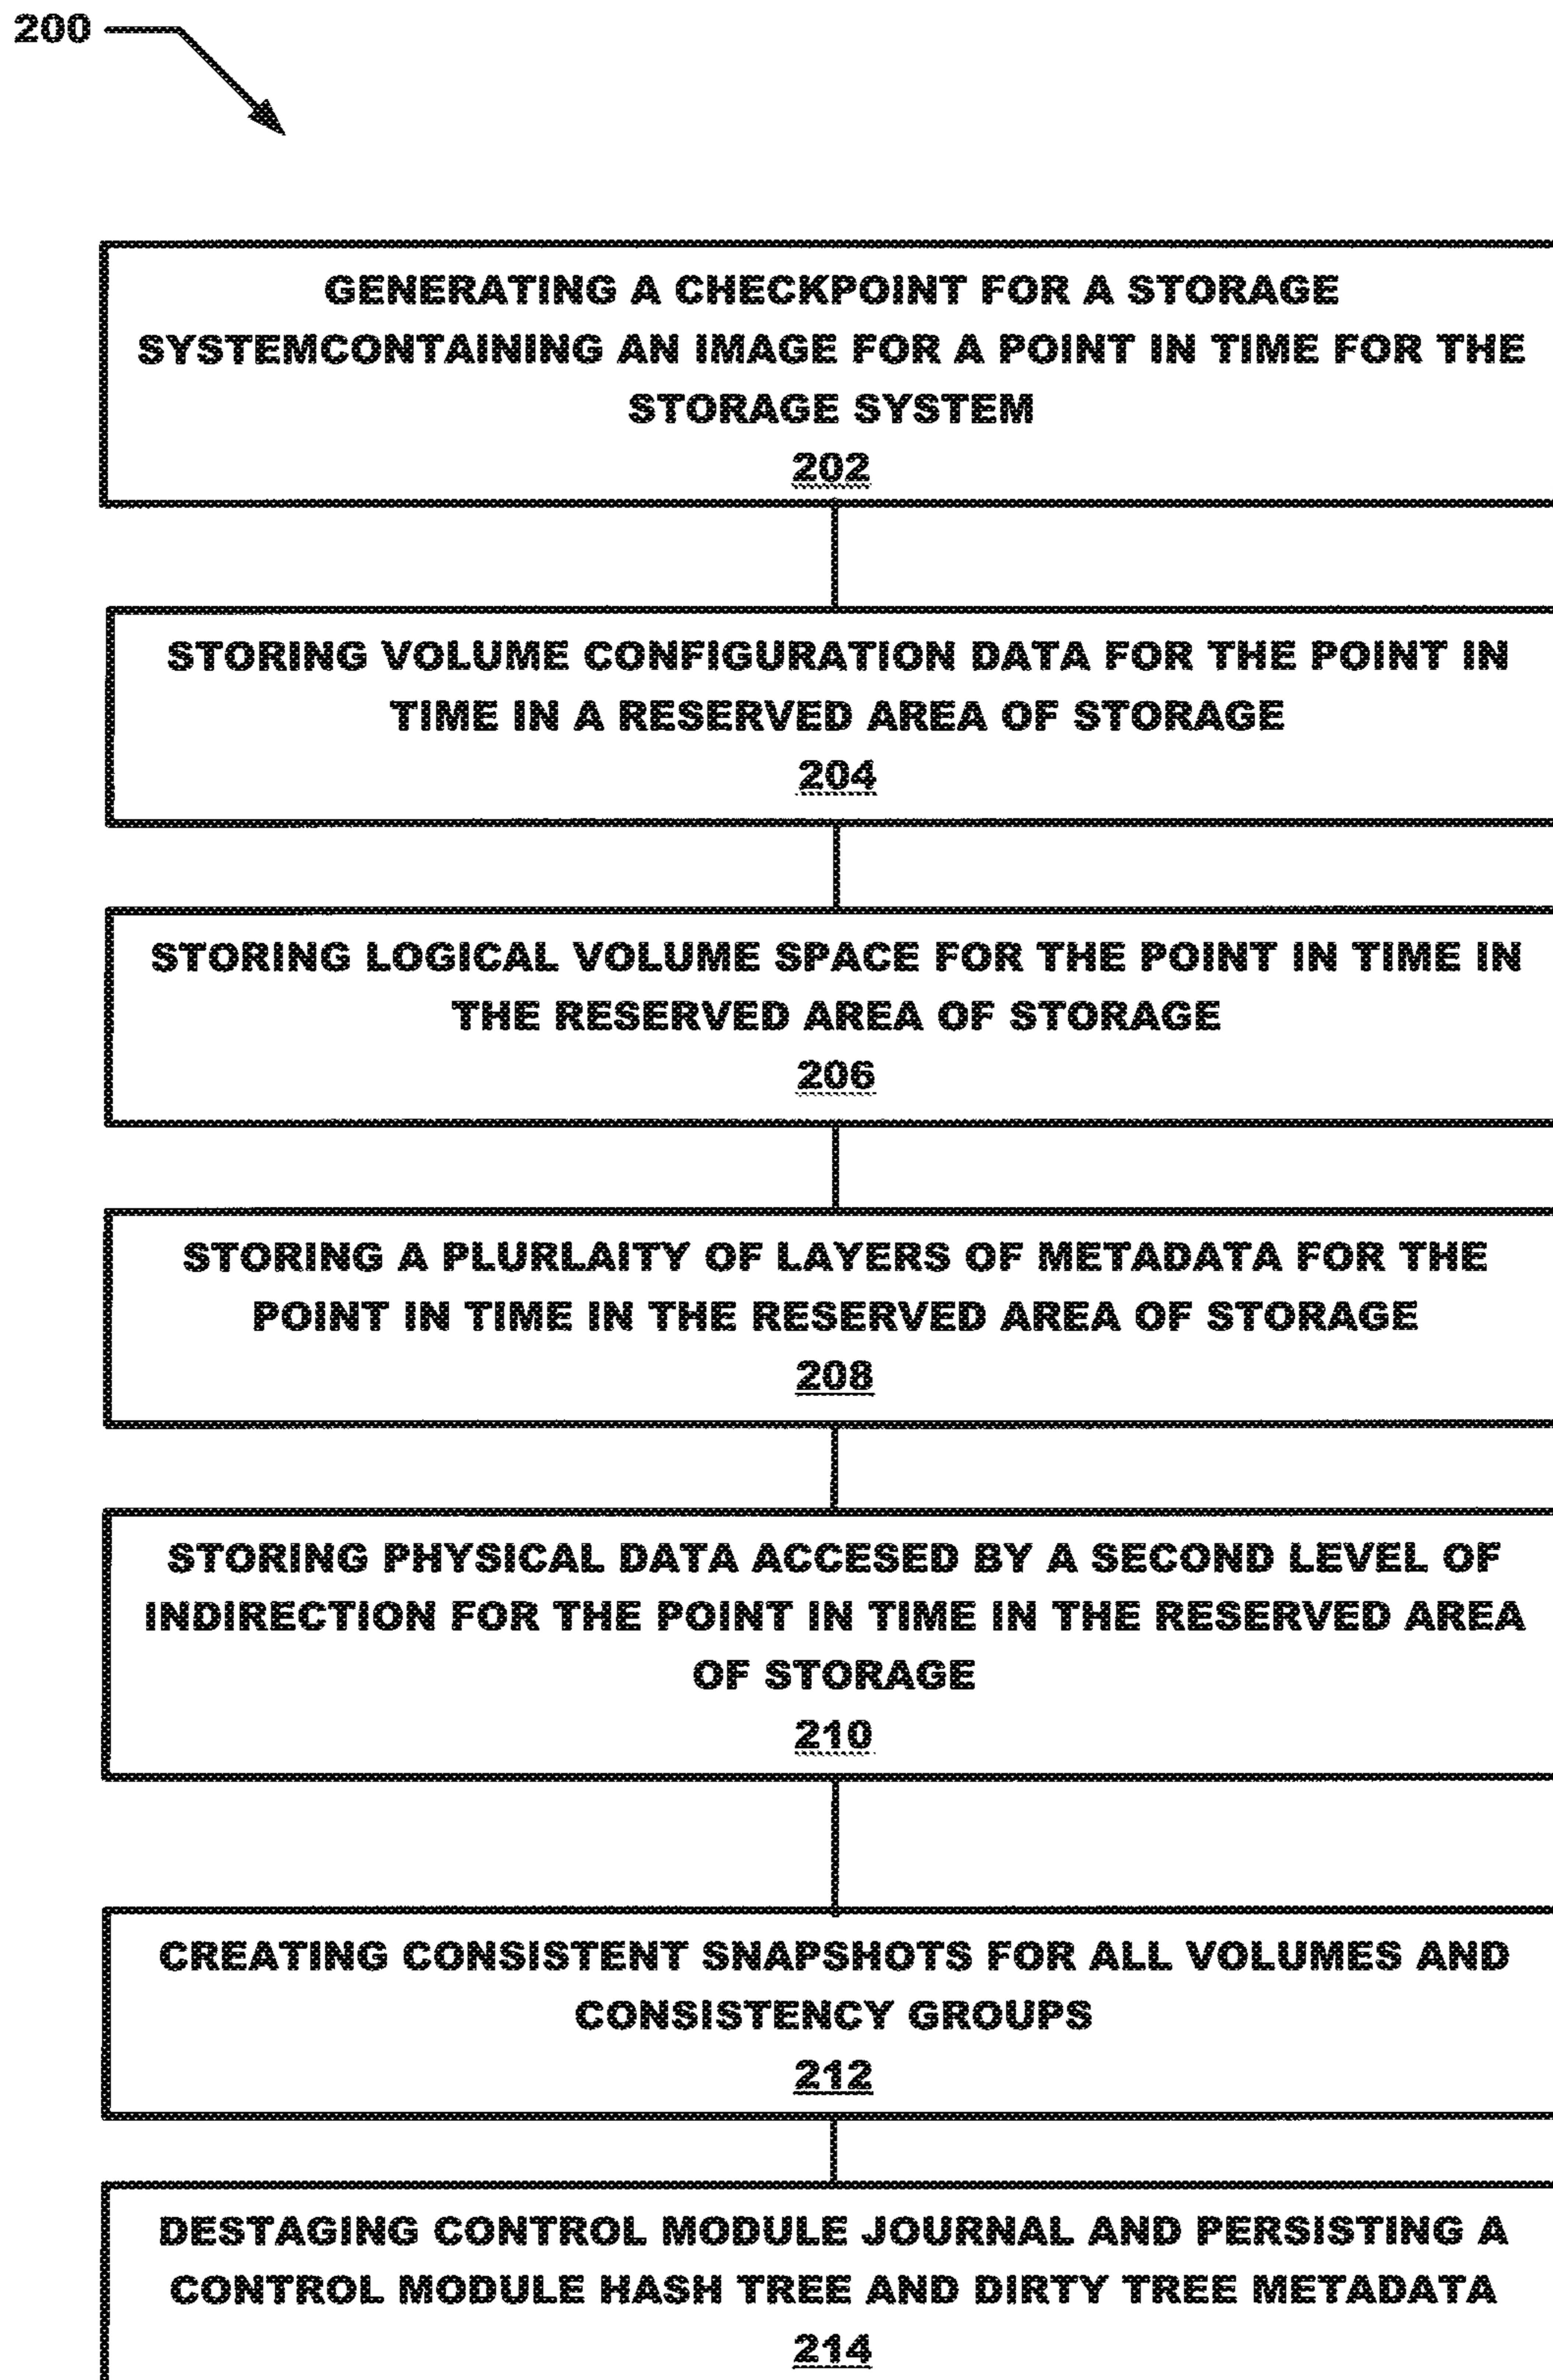 200
GENERATING A CHECKPOINT FOR A STORAGE
SYSTEMCONTAINING AN IMAGE FOR A POINT IN TIME FOR THE
STORAGE SYSTEM
202
STORING VOLUME CONFIGURATION DATA FOR THE POINT IN
TIME IN A RESERVED AREA OF STORAGE
204
STORING LOGICAL VOLUME SPACE FOR THE POINT IN TIME IN
THE RESERVED AREA OF STORAGE
206
STORING A PLURLAITY OF LAYERS OF METADATA FOR THE
POINT IN TIME IN THE RESERVED AREA OF STORAGE
208
STORING PHYSICAL DATA ACCESED BY A SECOND LEVEL OF
INDIRECTION FOR THE POINT IN TIME IN THE RESERVED AREA
OF STORAGE
210
CREATING CONSISTENT SNAPSHOTS FOR ALL VOLUMES AND
CONSISTENCY GROUPS
212
DESTAGING CONTROL MODULE JOURNAL AND PERSISTING A
CONTROL MODULE HASH TREE AND DIRTY TREE METADATA
214